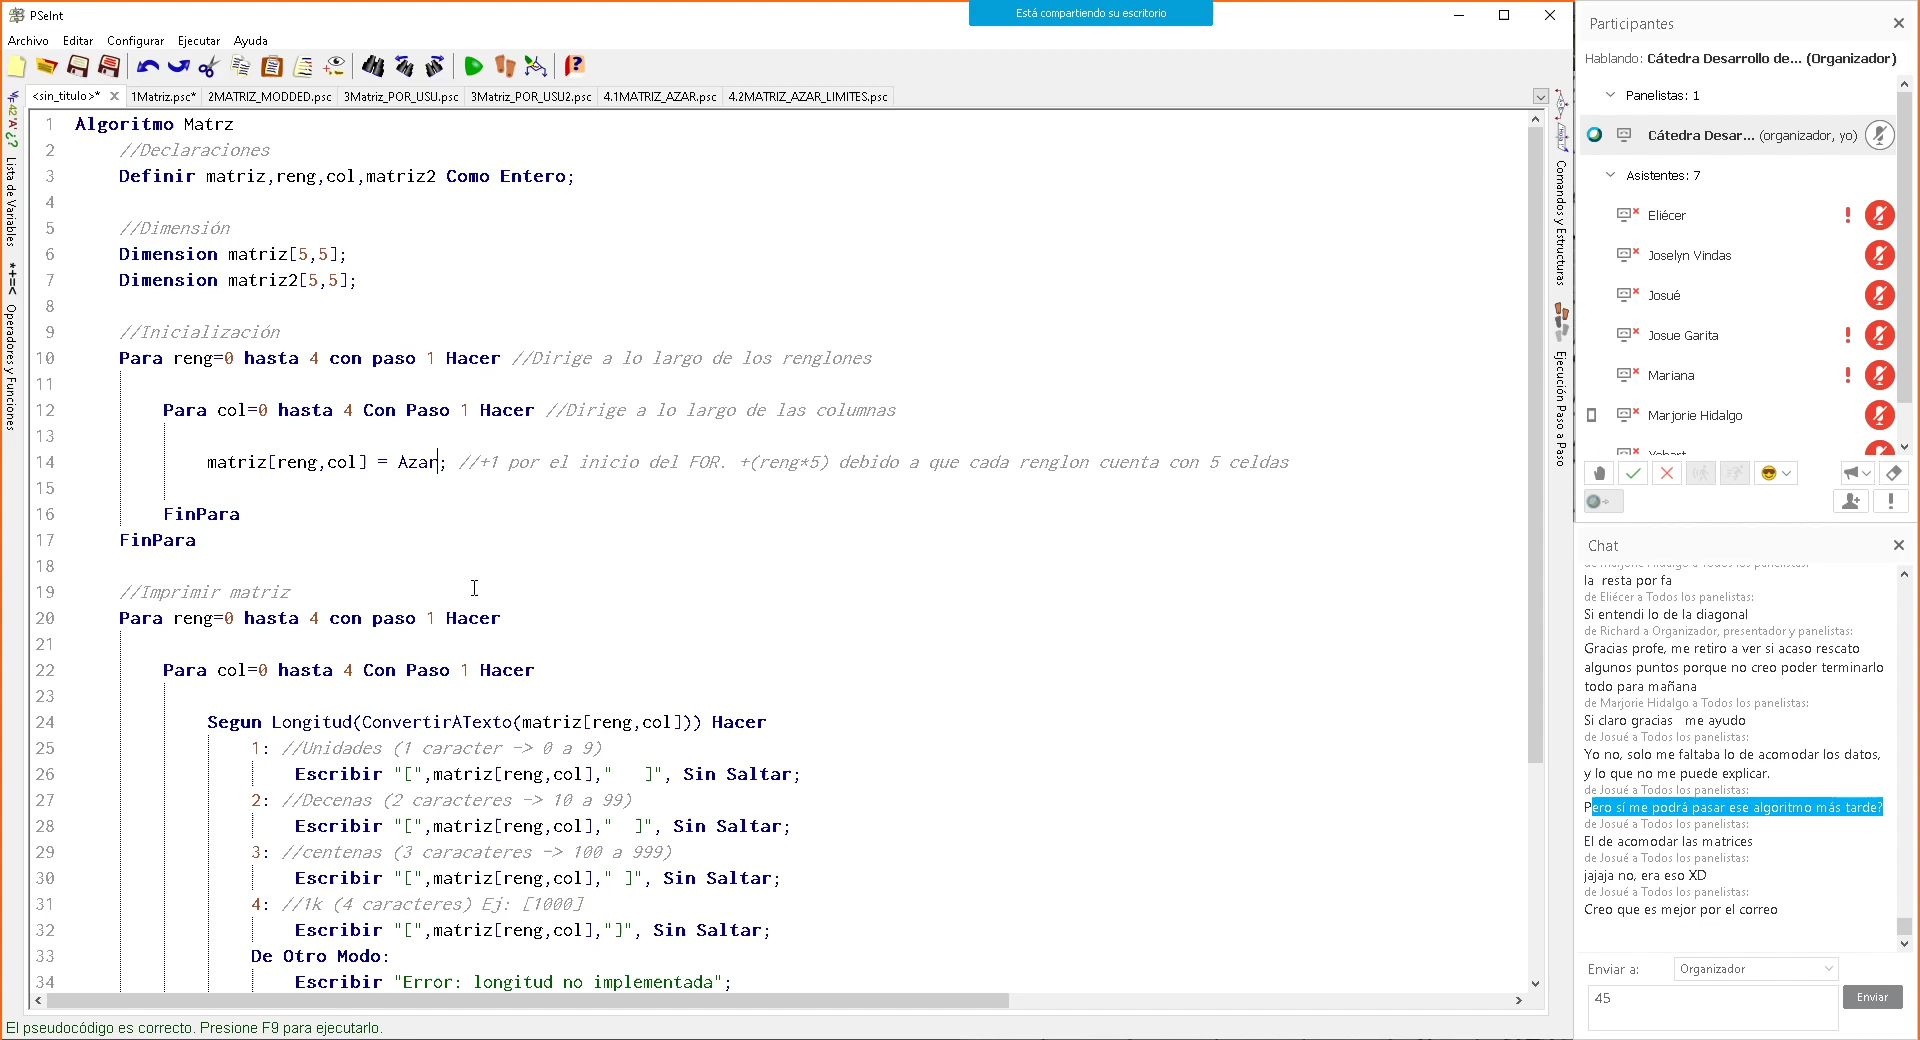 PSeInt
Está compartiendo su escritorio
Archivo Editar Configurar Ejecutar Ayuda
<sin_titulo>* 1Matriz.psc* 2MATRIZ_MODDED.psc 3Matriz_POR_USU.psc 3Matriz_POR_USU2.psc 4.1MATRIZ_AZAR.psc 4.2MATRIZ_AZAR_LIMITES.psc
Lista de Variables
*+=< Operadores y Funciones
1 Algoritmo Matrz
2 //Declaraciones
3 Definir matriz,reng,col,matriz2 Como Entero;
4
5 //Dimensión
6 Dimension matriz[5,5];
7 Dimension matriz2[5,5];
8
9 //Inicialización
10 Para reng=0 hasta 4 con paso 1 Hacer //Dirige a lo largo de los renglones
11
12 Para col=0 hasta 4 Con Paso 1 Hacer //Dirige a lo largo de las columnas
13
14 matriz[reng,col] = Azar; //+1 por el inicio del FOR. +(reng*5) debido a que cada renglon cuenta con 5 celdas
15
16 FinPara
17 FinPara
18
19 //Imprimir matriz
20 Para reng=0 hasta 4 con paso 1 Hacer
21
22 Para col=0 hasta 4 Con Paso 1 Hacer
23
24 Segun Longitud(ConvertirATexto(matriz[reng,col])) Hacer
25 1: //Unidades (1 caracter -> 0 a 9)
26 Escribir "[",matriz[reng,col],"   ]", Sin Saltar;
27 2: //Decenas (2 caracteres -> 10 a 99)
28 Escribir "[",matriz[reng,col],"  ]", Sin Saltar;
29 3: //centenas (3 caracateres -> 100 a 999)
30 Escribir "[",matriz[reng,col]," ]", Sin Saltar;
31 4: //1k (4 caracteres) Ej: [1000]
32 Escribir "[",matriz[reng,col],"]", Sin Saltar;
33 De Otro Modo:
34 Escribir "Error: longitud no implementada";
El pseudocódigo es correcto. Presione F9 para ejecutarlo.
Comandos y Estructuras
Ejecución Paso a Paso
Participantes
Hablando: Cátedra Desarrollo de... (Organizador)
Panelistas: 1
Cátedra Desar... (organizador, yo)
Asistentes: 7
Eliécer
Joselyn Vindas
Josué
Josue Garita
Mariana
Marjorie Hidalgo
Chat
de Marjorie Hidalgo a Todos los panelistas:
la resta por fa
de Eliécer a Todos los panelistas:
Si entendi lo de la diagonal
de Richard a Organizador, presentador y panelistas:
Gracias profe, me retiro a ver si acaso rescato
algunos puntos porque no creo poder terminarlo
todo para mañana
de Marjorie Hidalgo a Todos los panelistas:
Si claro gracias me ayudo
de Josué a Todos los panelistas:
Yo no, solo me faltaba lo de acomodar los datos,
y lo que no me puede explicar.
de Josué a Todos los panelistas:
Pero sí me podrá pasar ese algoritmo más tarde?
de Josué a Todos los panelistas:
El de acomodar las matrices
de Josué a Todos los panelistas:
jajaja no, era eso XD
de Josué a Todos los panelistas:
Creo que es mejor por el correo
Enviar a: Organizador
45
Enviar